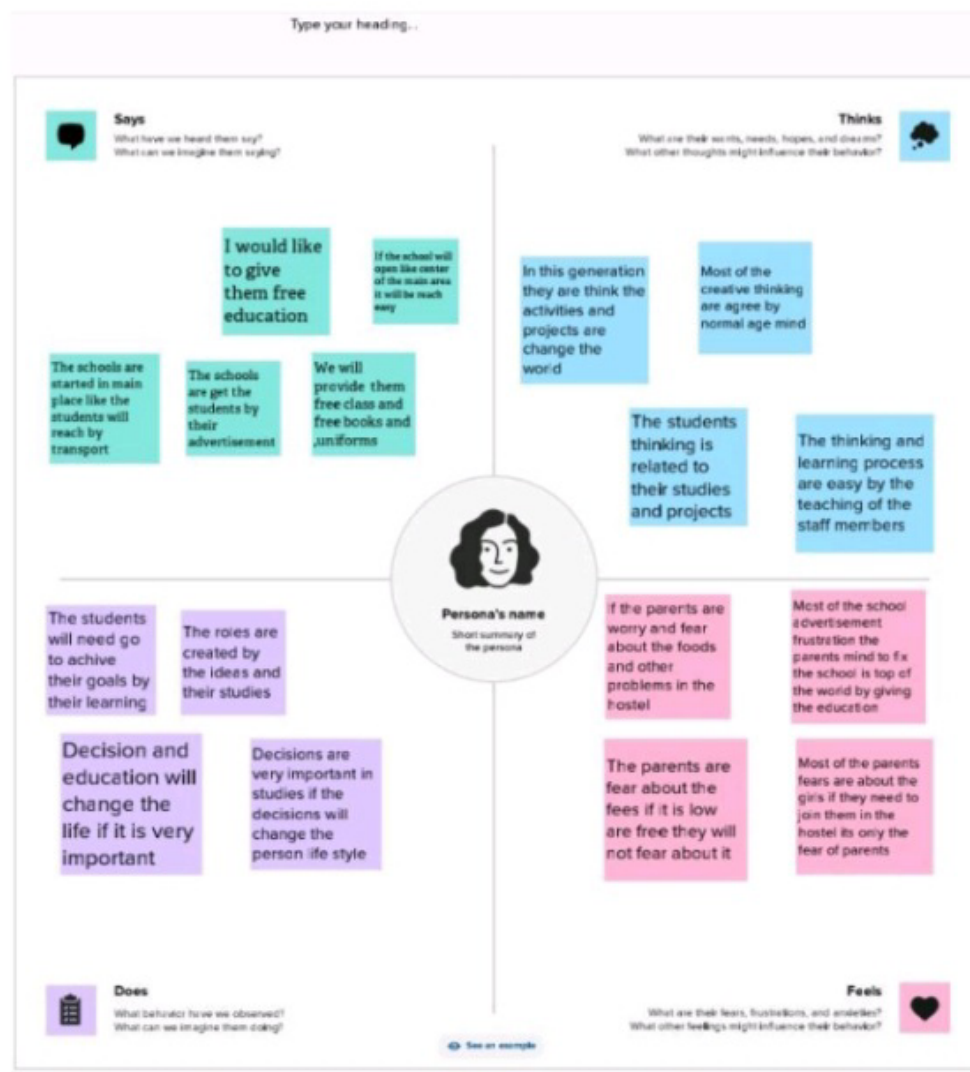 Type your heading...
Says
What have we heard them say?
What can we imagine them saying?
Thinks
What are their wants, needs, hopes, and dreams?
What other thoughts might influence their behavior?
I would like
to give
them free
education
If the school will
open like center
of the main area
it will be reach
easy
The schools are
started in main
place like the
students will
reach by
transport
The schools
are get the
students by
their
advertisement
We will
provide them
free class and
free books and
,uniforms
In this generation
they are think the
activities and
projects are
change the
world
Most of the
creative thinking
are agree by
normal age mind
The students
thinking is
related to
their studies
and projects
The thinking and
learning process
are easy by the
teaching of the
staff members
Persona's name
Short summary of
the persona
The students
will need go
to achive
their goals by
their learning
The roles are
created by
the ideas and
their studies
Decision and
education will
change the
life if it is very
important
Decisions are
very important in
studies if the
decisions will
change the
person life style
If the parents are
worry and fear
about the foods
and other
problems in the
hostel
Most of the school
advertisement
frustration the
parents mind to fix
the school is top of
the world by giving
the education
The parents are
fear about the
fees if it is low
are free they will
not fear about it
Most of the parents
fears are about the
girls if they need to
join them in the
hostel its only the
fear of parents
Does
What behavior have we observed?
What can we imagine them doing?
Feels
What are their fears, frustrations, and anxieties?
What other feelings might influence their behavior?
See an example